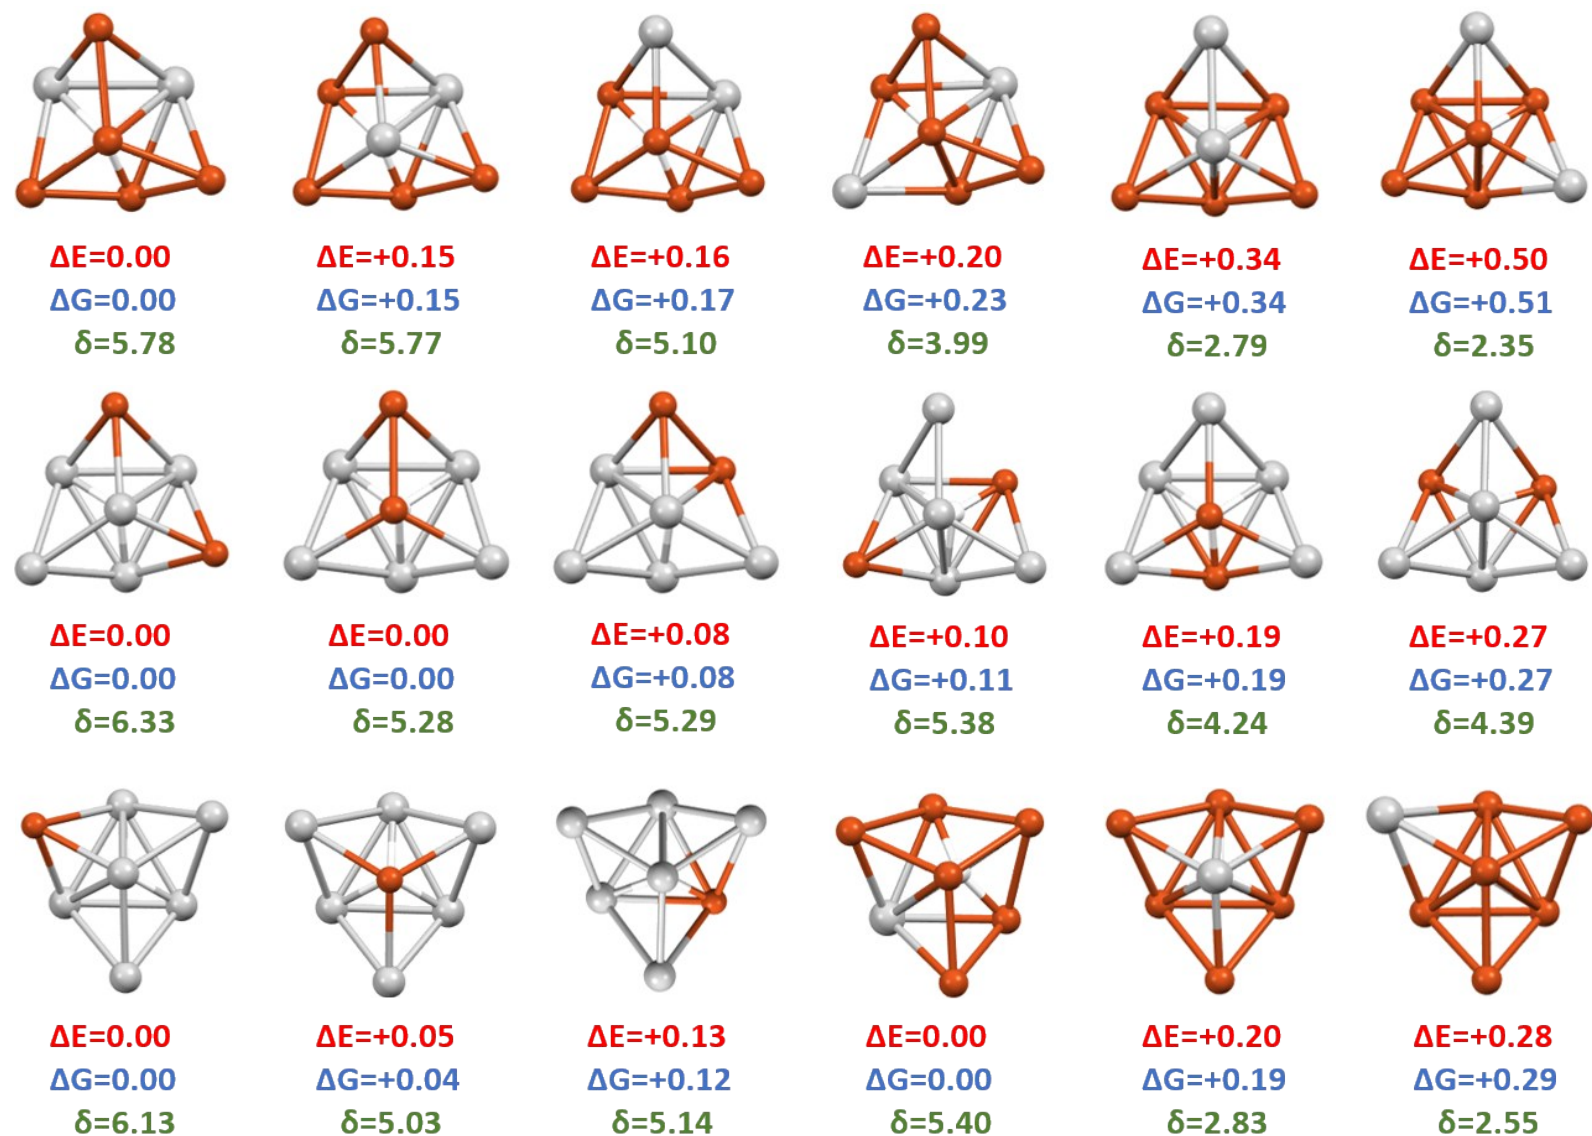 ΔE=0.00
ΔG=0.00
δ=5.78
ΔE=+0.15
ΔG=+0.15
δ=5.77
ΔE=+0.16
ΔG=+0.17
δ=5.10
ΔE=+0.20
ΔG=+0.23
δ=3.99
ΔE=+0.34
ΔG=+0.34
δ=2.79
ΔE=+0.50
ΔG=+0.51
δ=2.35
ΔE=0.00
ΔG=0.00
δ=6.33
ΔE=0.00
ΔG=0.00
δ=5.28
ΔE=+0.08
ΔG=+0.08
δ=5.29
ΔE=+0.10
ΔG=+0.11
δ=5.38
ΔE=+0.19
ΔG=+0.19
δ=4.24
ΔE=+0.27
ΔG=+0.27
δ=4.39
ΔE=0.00
ΔG=0.00
δ=6.13
ΔE=+0.05
ΔG=+0.04
δ=5.03
ΔE=+0.13
ΔG=+0.12
δ=5.14
ΔE=0.00
ΔG=0.00
δ=5.40
ΔE=+0.20
ΔG=+0.19
δ=2.83
ΔE=+0.28
ΔG=+0.29
δ=2.55